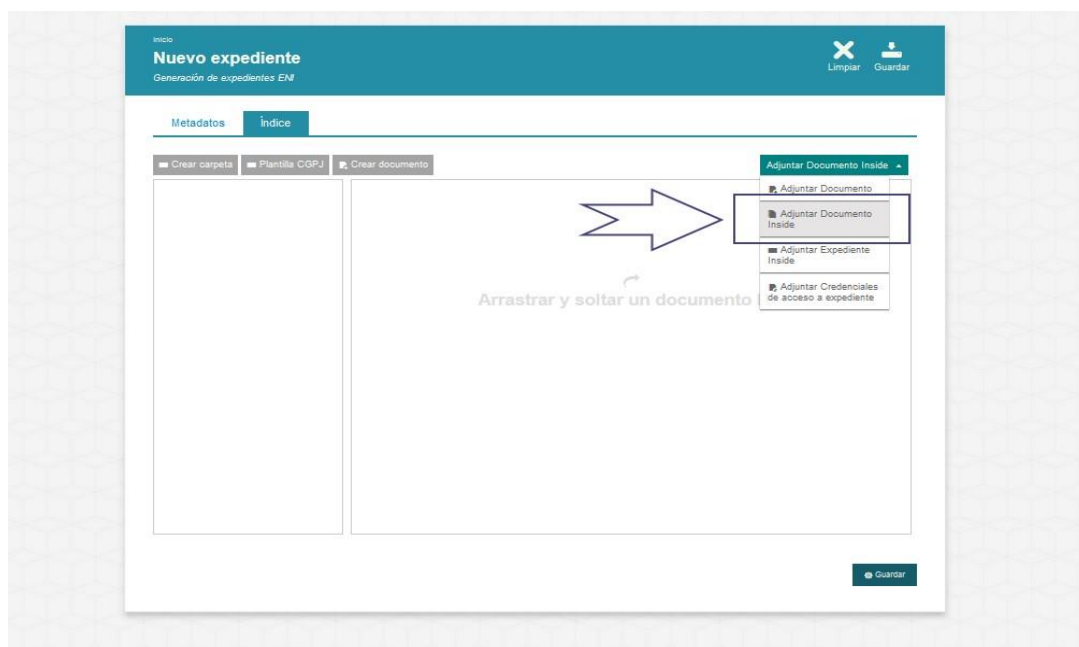 Inicio
Nuevo expediente
Generación de expedientes ENI
Limpiar Guardar
Metadatos Índice
Crear carpeta Plantilla CGPJ Crear documento
Adjuntar Documento Inside
Adjuntar Documento
Adjuntar Documento
Inside
Adjuntar Expediente
Inside
Adjuntar Credenciales
de acceso a expediente
Arrastrar y soltar un documento
Guardar